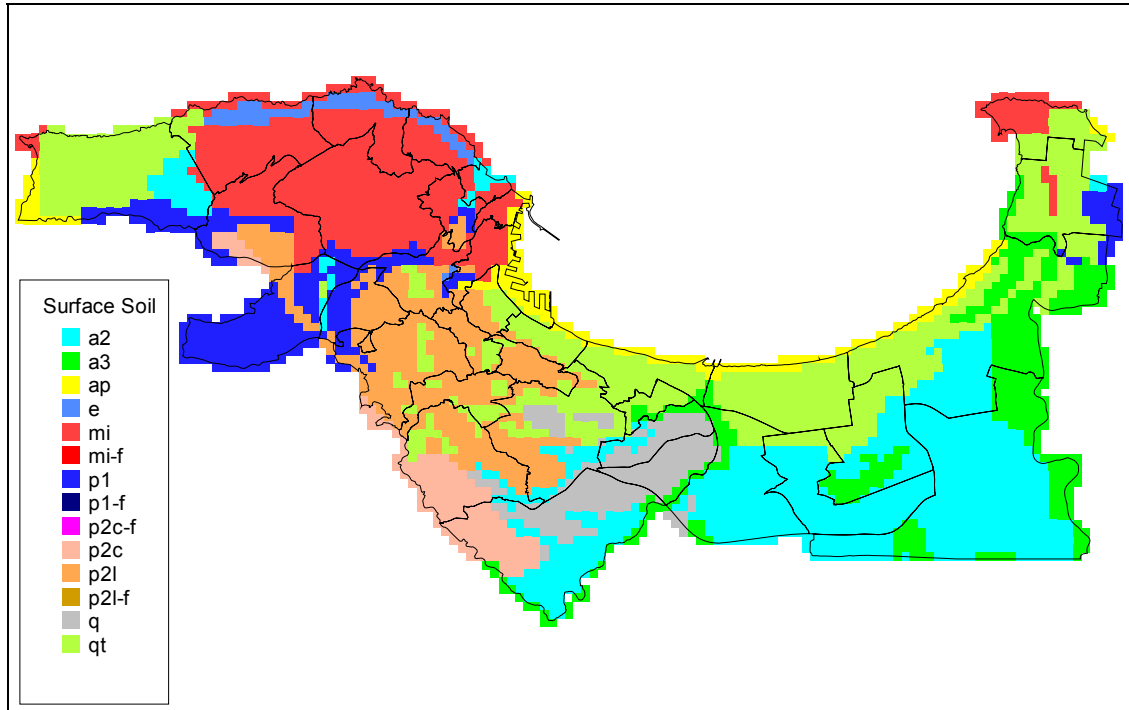 Surface Soil
a2
a3
ap
e
mi
mi-f
p1
p1-f
p2c-f
p2c
p2l
p2l-f
q
qt